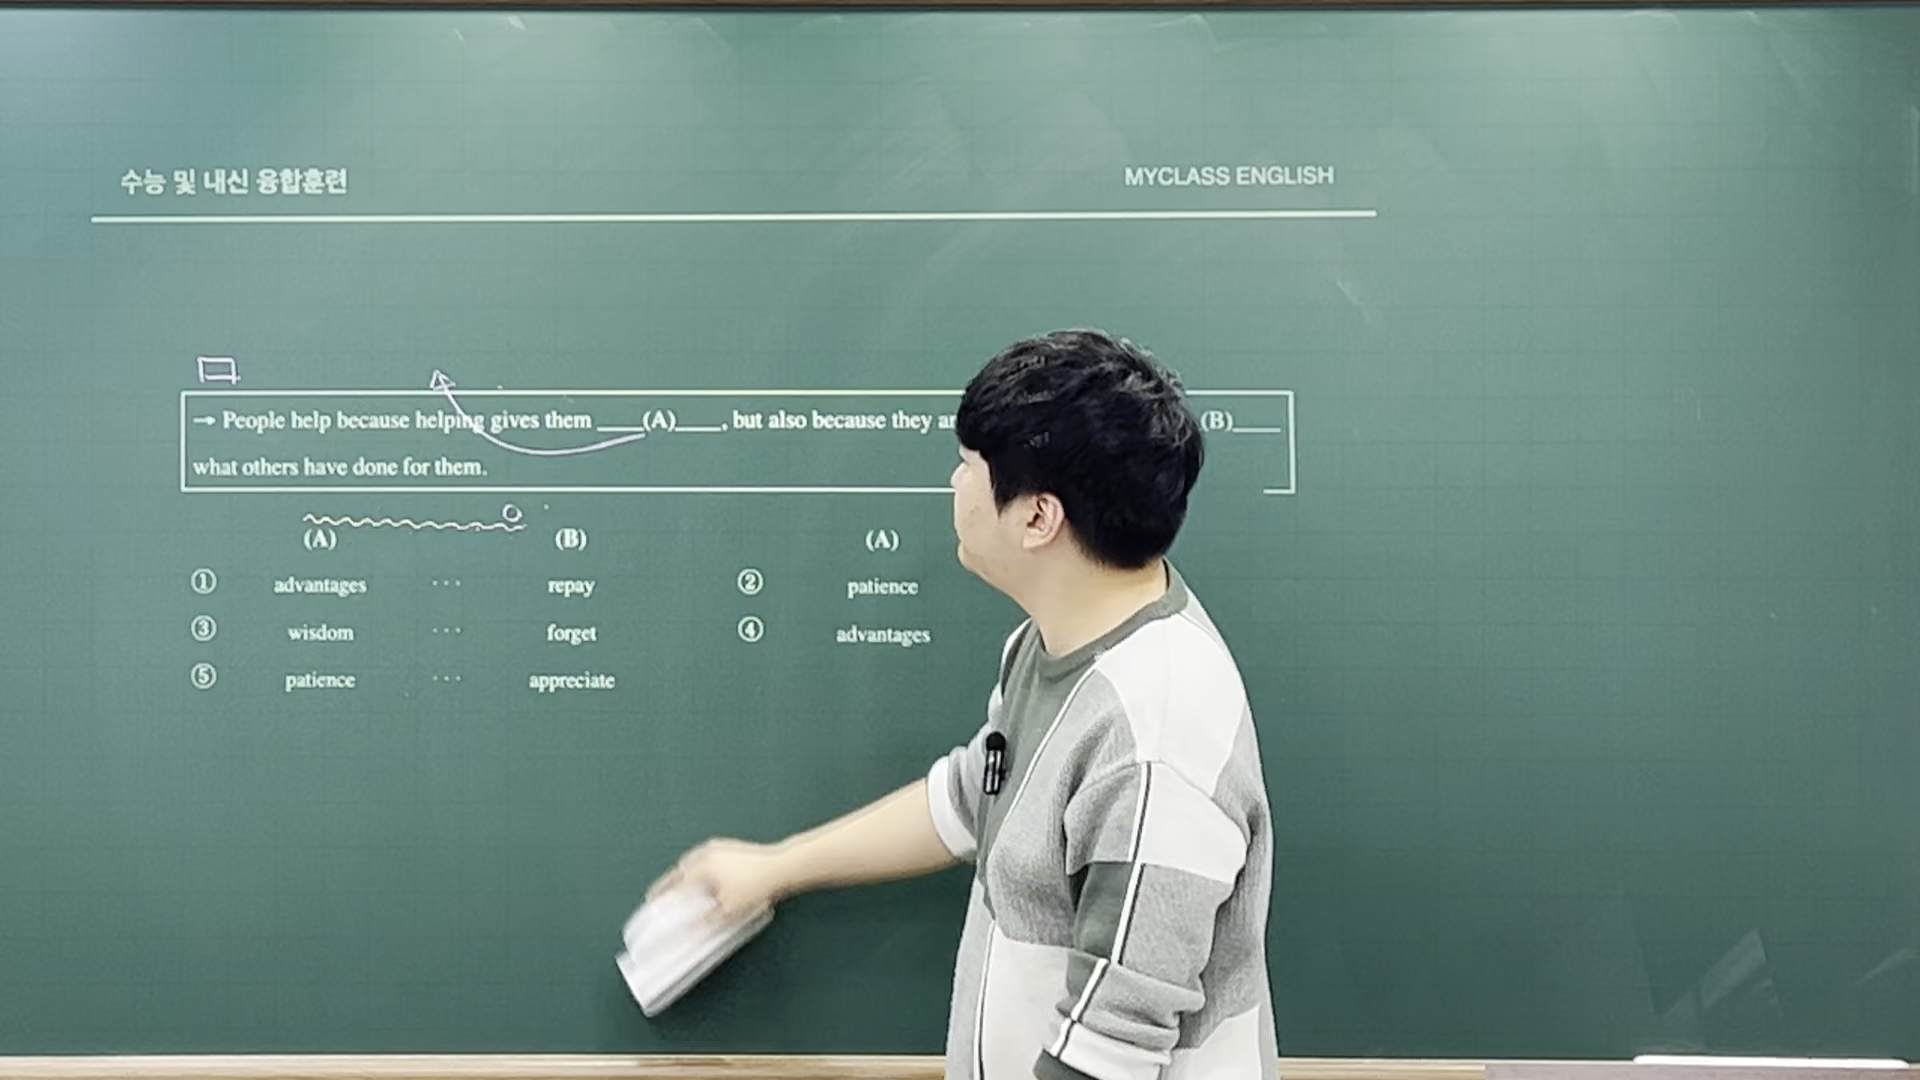 수능 및 내신 융합훈련
MYCLASS ENGLISH
→ People help because helping gives them ____(A)____, but also because they (B)____
what others have done for them.
(A) (B) (A)
① advantages ··· repay ② patience
③ wisdom ··· forget ④ advantages
⑤ patience ··· appreciate